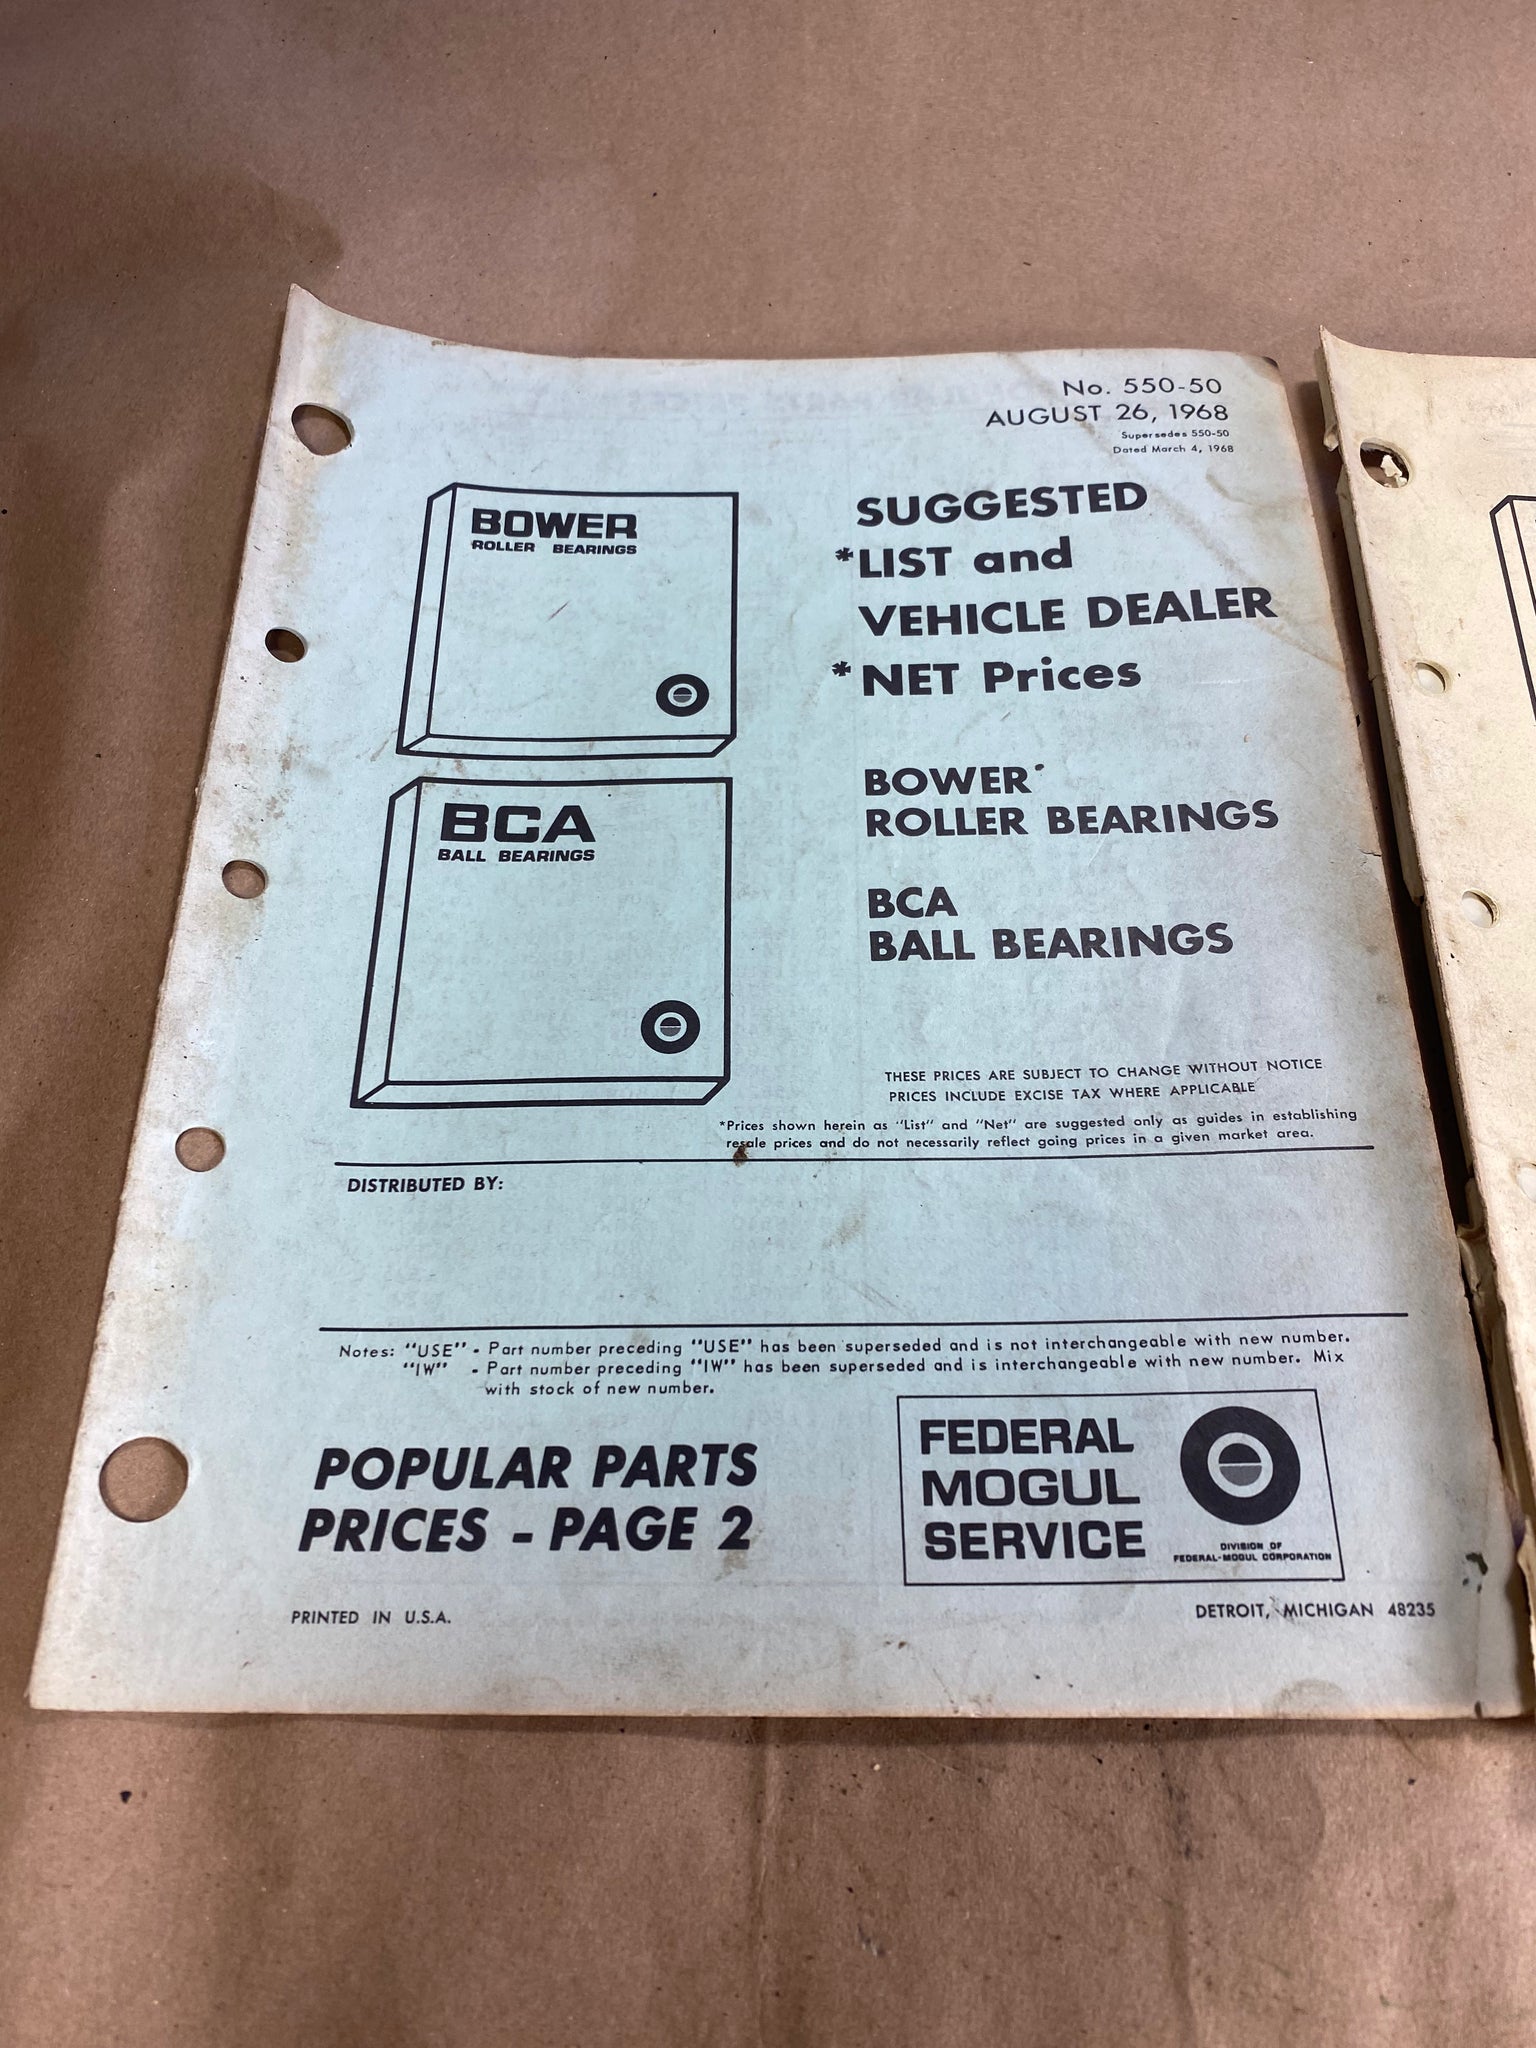 No. 550-50
AUGUST 26, 1968
Supersedes 550-50
Dated March 4, 1968
BOWER
ROLLER BEARINGS
BCA
BALL BEARINGS
SUGGESTED
*LIST and
VEHICLE DEALER
*NET Prices
BOWER
ROLLER BEARINGS
BCA
BALL BEARINGS
THESE PRICES ARE SUBJECT TO CHANGE WITHOUT NOTICE
PRICES INCLUDE EXCISE TAX WHERE APPLICABLE
*Prices shown herein as "List" and "Net" are suggested only as guides in establishing
resale prices and do not necessarily reflect going prices in a given market area.
DISTRIBUTED BY:
Notes: "USE" - Part number preceding "USE" has been superseded and is not interchangeable with new number.
"IW" - Part number preceding "IW" has been superseded and is interchangeable with new number. Mix
with stock of new number.
POPULAR PARTS
PRICES - PAGE 2
FEDERAL
MOGUL
SERVICE
DIVISION OF
FEDERAL-MOGUL CORPORATION
PRINTED IN U.S.A.
DETROIT, MICHIGAN 48235